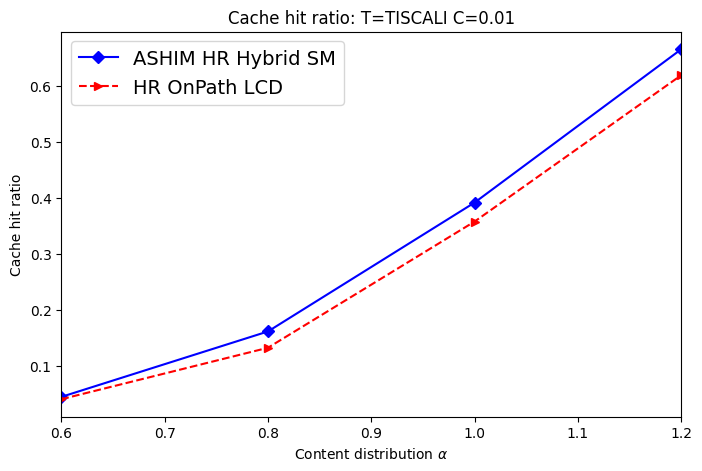 Cache hit ratio: T=TISCALI C=0.01
ASHIM HR Hybrid SM
HR OnPath LCD
Cache hit ratio
0.6
0.5
0.4
0.3
0.2
0.1
0.6 0.7 0.8 0.9 1.0 1.1 1.2
Content distribution α